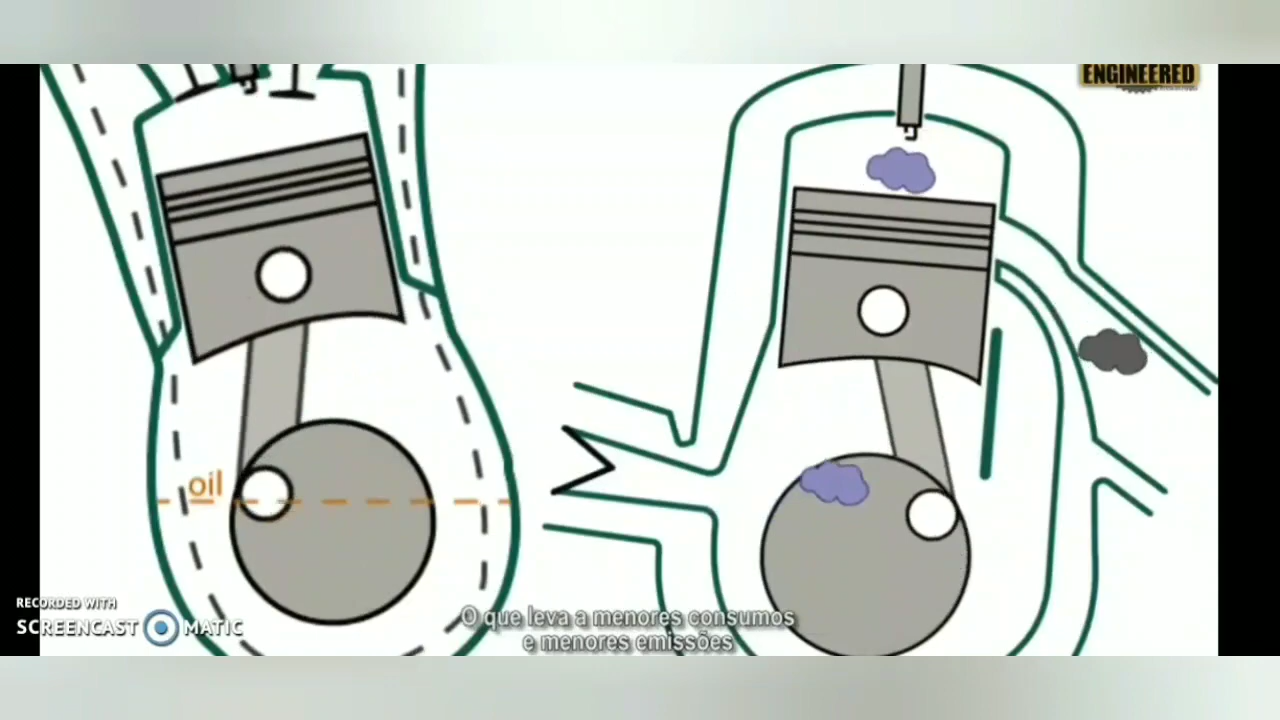 ENGINEERED
oil
RECORDED WITH
SCREENCAST MATIC
O que leva a menores consumos
e menores emissões